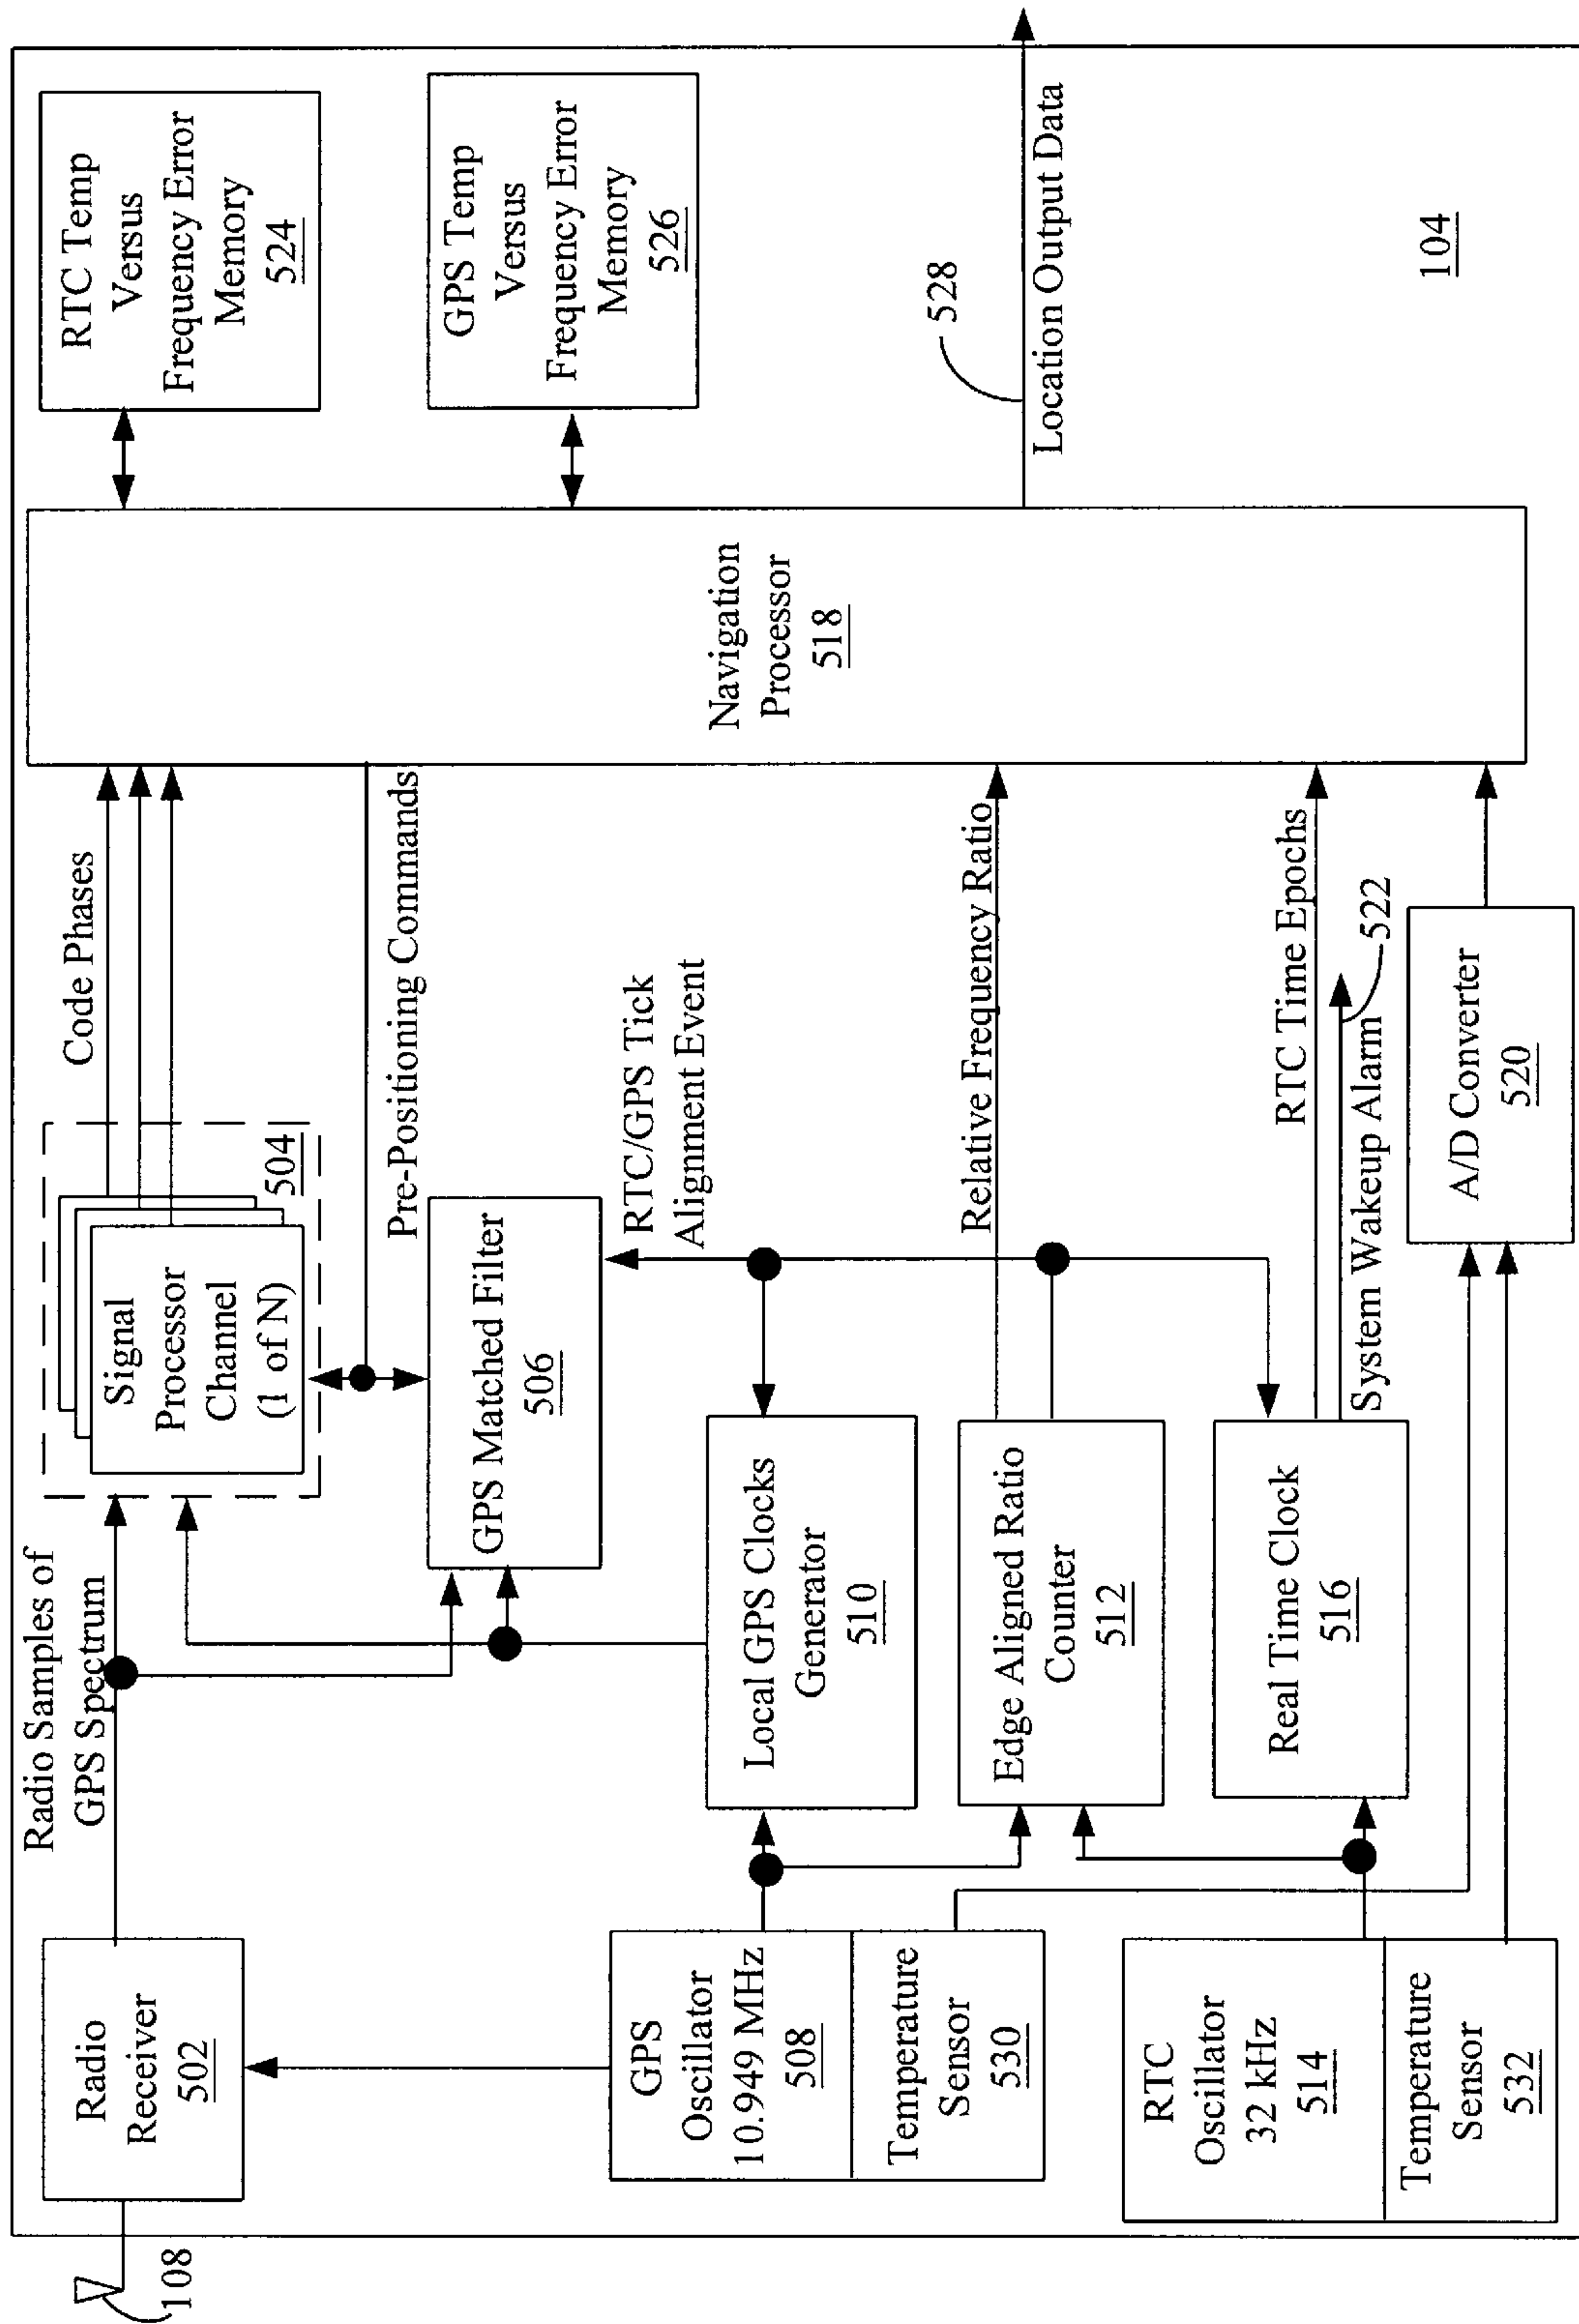 108
Radio
Receiver
502
Radio Samples of
GPS Spectrum
Signal
Processor
Channel
(1 of N)
504
Code Phases
Pre-Positioning Commands
RTC Temp
Versus
Frequency Error
Memory
524
GPS Temp
Versus
Frequency Error
Memory
526
GPS Matched Filter
506
RTC/GPS Tick
Alignment Event
Navigation
Processor
518
GPS
Oscillator
10.949 MHz
508
Temperature
Sensor
530
Local GPS Clocks
Generator
510
Edge Aligned Ratio
Counter
512
Relative Frequency Ratio
528
Location Output Data
RTC
Oscillator
32 kHz
514
Temperature
Sensor
532
Real Time Clock
516
RTC Time Epochs
System Wakeup Alarm
522
A/D Converter
520
104